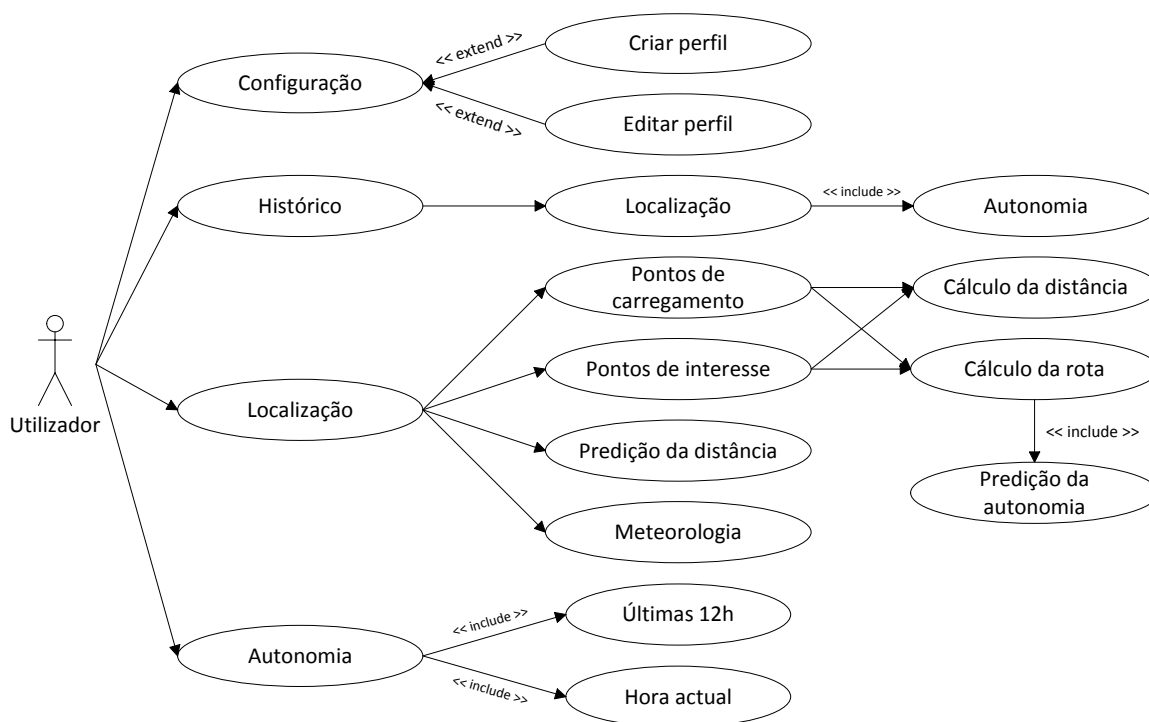 Criar perfil
<< extend >>
Configuração
<< extend >>
Editar perfil
Histórico
Localização
<< include >>
Autonomia
Pontos de
carregamento
Cálculo da distância
Pontos de interesse
Cálculo da rota
Utilizador
Localização
<< include >>
Predição da distância
Predição da
autonomia
Meteorologia
Últimas 12h
<< include >>
Autonomia
<< include >>
Hora actual